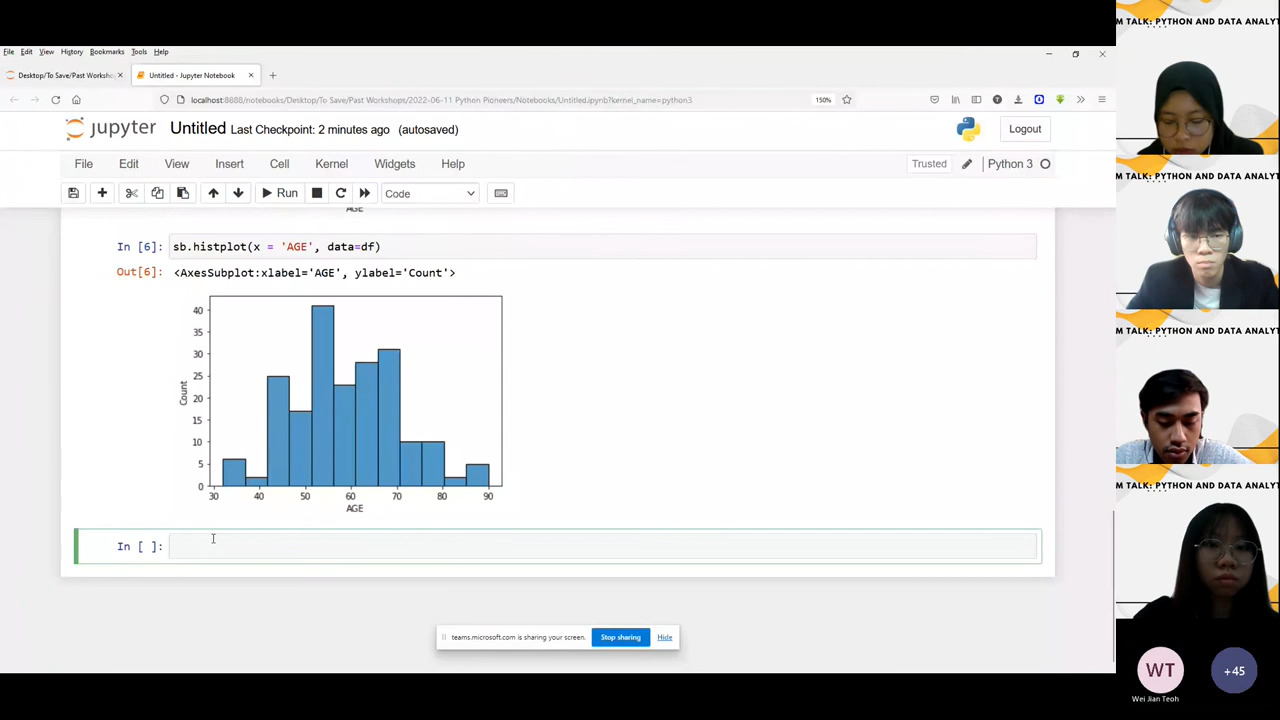 File Edit View History Bookmarks Tools Help
Desktop/To Save/Past Workshop
Untitled - Jupyter Notebook
localhost:8888/notebooks/Desktop/To Save/Past Workshops/2022-06-11 Python Pioneers/Notebooks/Untitled.ipynb?kernel_name=python3
150%
jupyter Untitled Last Checkpoint: 2 minutes ago (autosaved)
Logout
File Edit View Insert Cell Kernel Widgets Help
Trusted
Python 3
Run
Code
AGE
In [6]: sb.histplot(x = 'AGE', data=df)
Out[6]: <AxesSubplot:xlabel='AGE', ylabel='Count'>
40
35
30
25
20
15
10
5
0
Count
30 40 50 60 70 80 90
AGE
In [ ]:
teams.microsoft.com is sharing your screen. Stop sharing Hide
M TALK: PYTHON AND DATA ANALYT
M TALK: PYTHON AND DATA ANALYT
M TALK: PYTHON AND DATA ANALYT
M TALK: PYTHON AND DATA ANALYT
WT
+45
Wei Jian Teoh